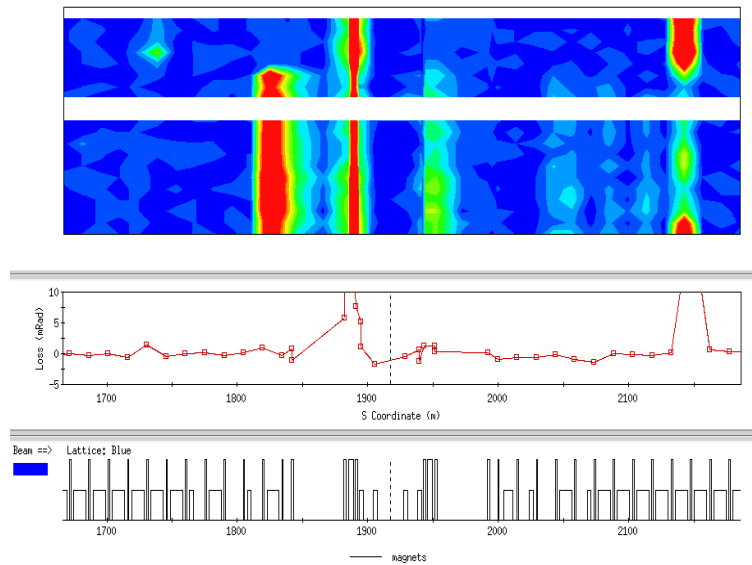 10
5
0
-5
Loss (mRad)
1700 1800 1900 2000 2100
S Coordinate (m)
Beam ==> Lattice: Blue
1700 1800 1900 2000 2100
magnets